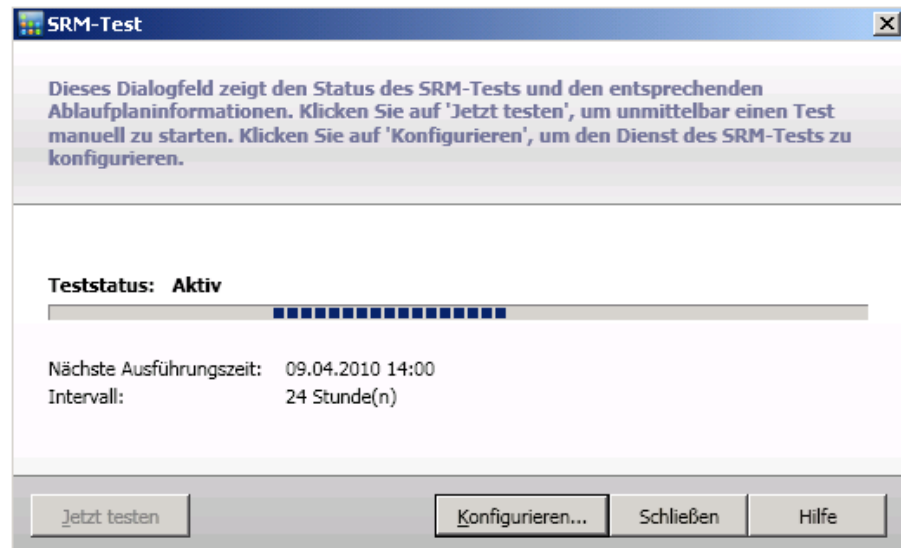 SRM-Test
Dieses Dialogfeld zeigt den Status des SRM-Tests und den entsprechenden
Ablaufplaninformationen. Klicken Sie auf 'Jetzt testen', um unmittelbar einen Test
manuell zu starten. Klicken Sie auf 'Konfigurieren', um den Dienst des SRM-Tests zu
konfigurieren.
Teststatus: Aktiv
Nächste Ausführungszeit: 09.04.2010 14:00
Intervall: 24 Stunde(n)
Jetzt testen Konfigurieren... Schließen Hilfe